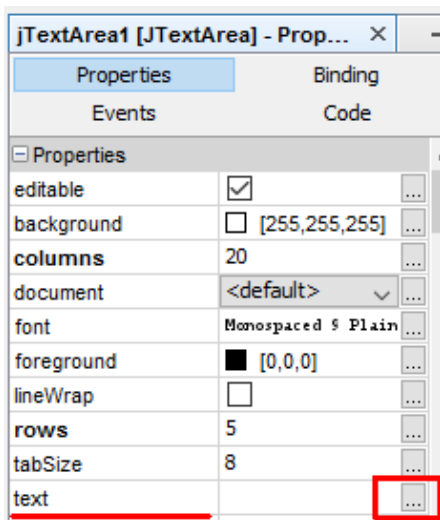 jTextArea1 [JTextArea] - Prop... ×
Properties Binding
Events Code
Properties
editable ...
background [255,255,255] ...
columns 20 ...
document <default> ...
font Monospaced 9 Plain ...
foreground [0,0,0] ...
lineWrap ...
rows 5 ...
tabSize 8 ...
text ...